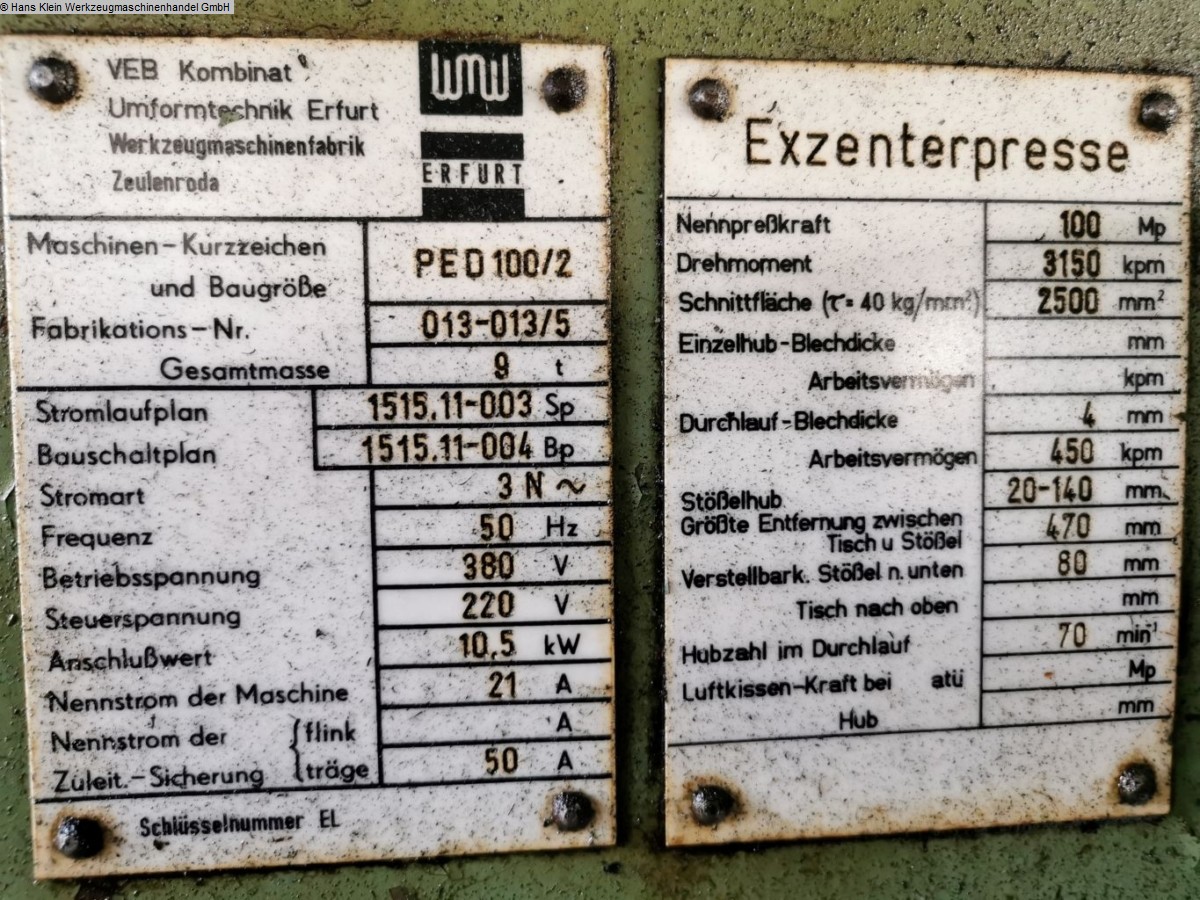 © Hans Klein Werkzeugmaschinenhandel GmbH
VEB Kombinat
Umformtechnik Erfurt
Werkzeugmaschinenfabrik
Zeulenroda
WMW
ERFURT
Maschinen-Kurzzeichen
und Baugröße PED 100/2
Fabrikations-Nr. 013-013/5
Gesamtmasse 9 t
Stromlaufplan 1515.11-003 Sp
Bauschaltplan 1515.11-004 Bp
Stromart 3 N ~
Frequenz 50 Hz
Betriebsspannung 380 V
Steuerspannung 220 V
Anschlußwert 10,5 kW
Nennstrom der Maschine 21 A
Nennstrom der { flink A
Zuleit.-Sicherung { träge 50 A
Schlüsselnummer EL
Exzenterpresse
Nennpreßkraft 100 Mp
Drehmoment 3150 kpm
Schnittfläche (τ= 40 kg/mm²) 2500 mm²
Einzelhub-Blechdicke mm
Arbeitsvermögen kpm
Durchlauf-Blechdicke 4 mm
Arbeitsvermögen 450 kpm
Stößelhub 20-140 mm
Größte Entfernung zwischen
Tisch u Stößel 470 mm
Verstellbark. Stößel n. unten 80 mm
Tisch nach oben mm
Hubzahl im Durchlauf 70 min⁻¹
Luftkissen-Kraft bei atü Mp
Hub mm